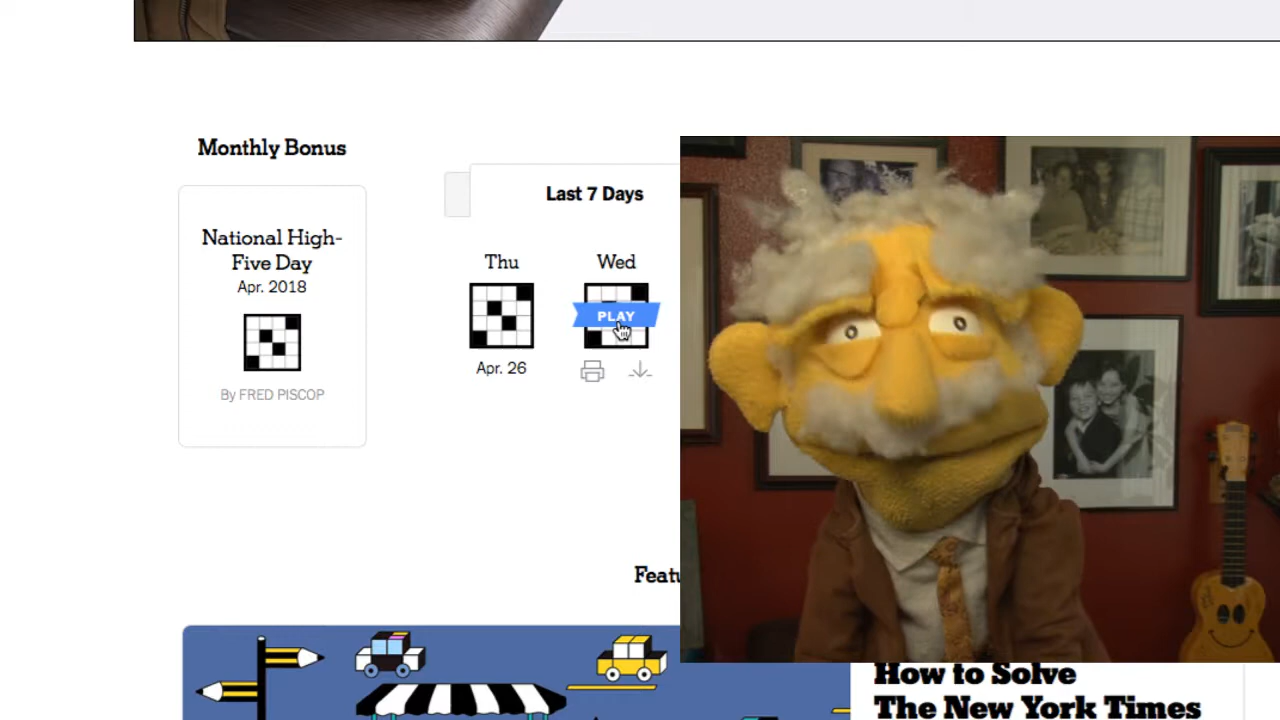 Monthly Bonus
National High-
Five Day
Apr. 2018
By FRED PISCOP
Last 7 Days
Thu
Wed
PLAY
Apr. 26
Featu
How to Solve
The New York Times